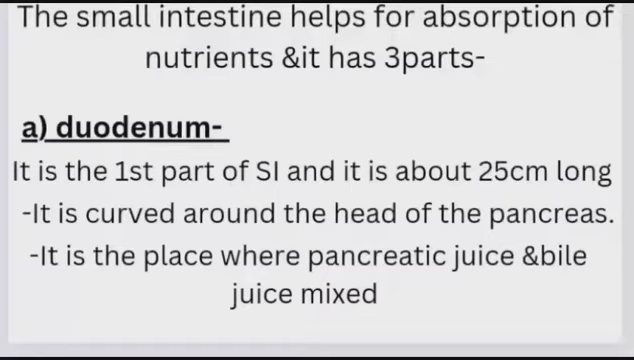 The small intestine helps for absorption of
nutrients &it has 3parts-
a) duodenum-
It is the 1st part of SI and it is about 25cm long
-It is curved around the head of the pancreas.
-It is the place where pancreatic juice &bile
juice mixed